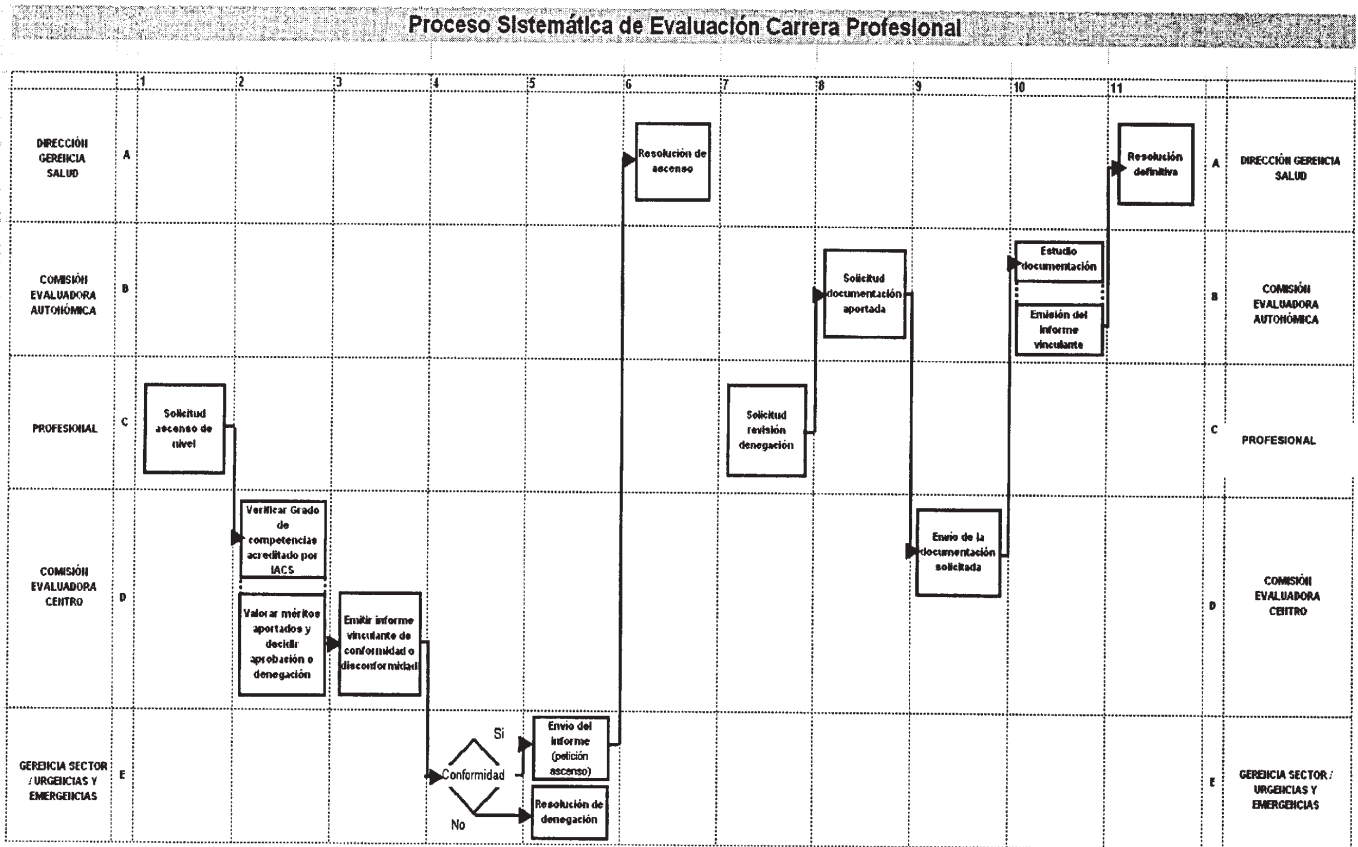 Proceso Sistemática de Evaluación Carrera Profesional
1
2
3
4
5
6
7
8
9
10
11
DIRECCIÓN
GERENCIA
SALUD
A
Resolución de
ascenso
Resolución
definitiva
A
DIRECCIÓN GERENCIA
SALUD
COMISIÓN
EVALUADORA
AUTONÓMICA
B
Solicitud
documentación
aportada
Estudio
documentación
Emisión del
informe
vinculante
B
COMISIÓN
EVALUADORA
AUTONÓMICA
PROFESIONAL
C
Solicitud
ascenso de
nivel
Solicitud
revisión
denegación
C
PROFESIONAL
COMISIÓN
EVALUADORA
CENTRO
D
Verificar Grado
de
competencias
acreditado por
IACS
Valorar méritos
aportados y
decidir
aprobación o
denegación
Emitir informe
vinculante de
conformidad o
disconformidad
Envío de la
documentación
solicitada
D
COMISIÓN
EVALUADORA
CENTRO
GERENCIA SECTOR
/ URGENCIAS Y
EMERGENCIAS
E
Conformidad
Si
No
Envío del
informe
(petición
ascenso)
Resolución de
denegación
E
GERENCIA SECTOR /
URGENCIAS Y
EMERGENCIAS